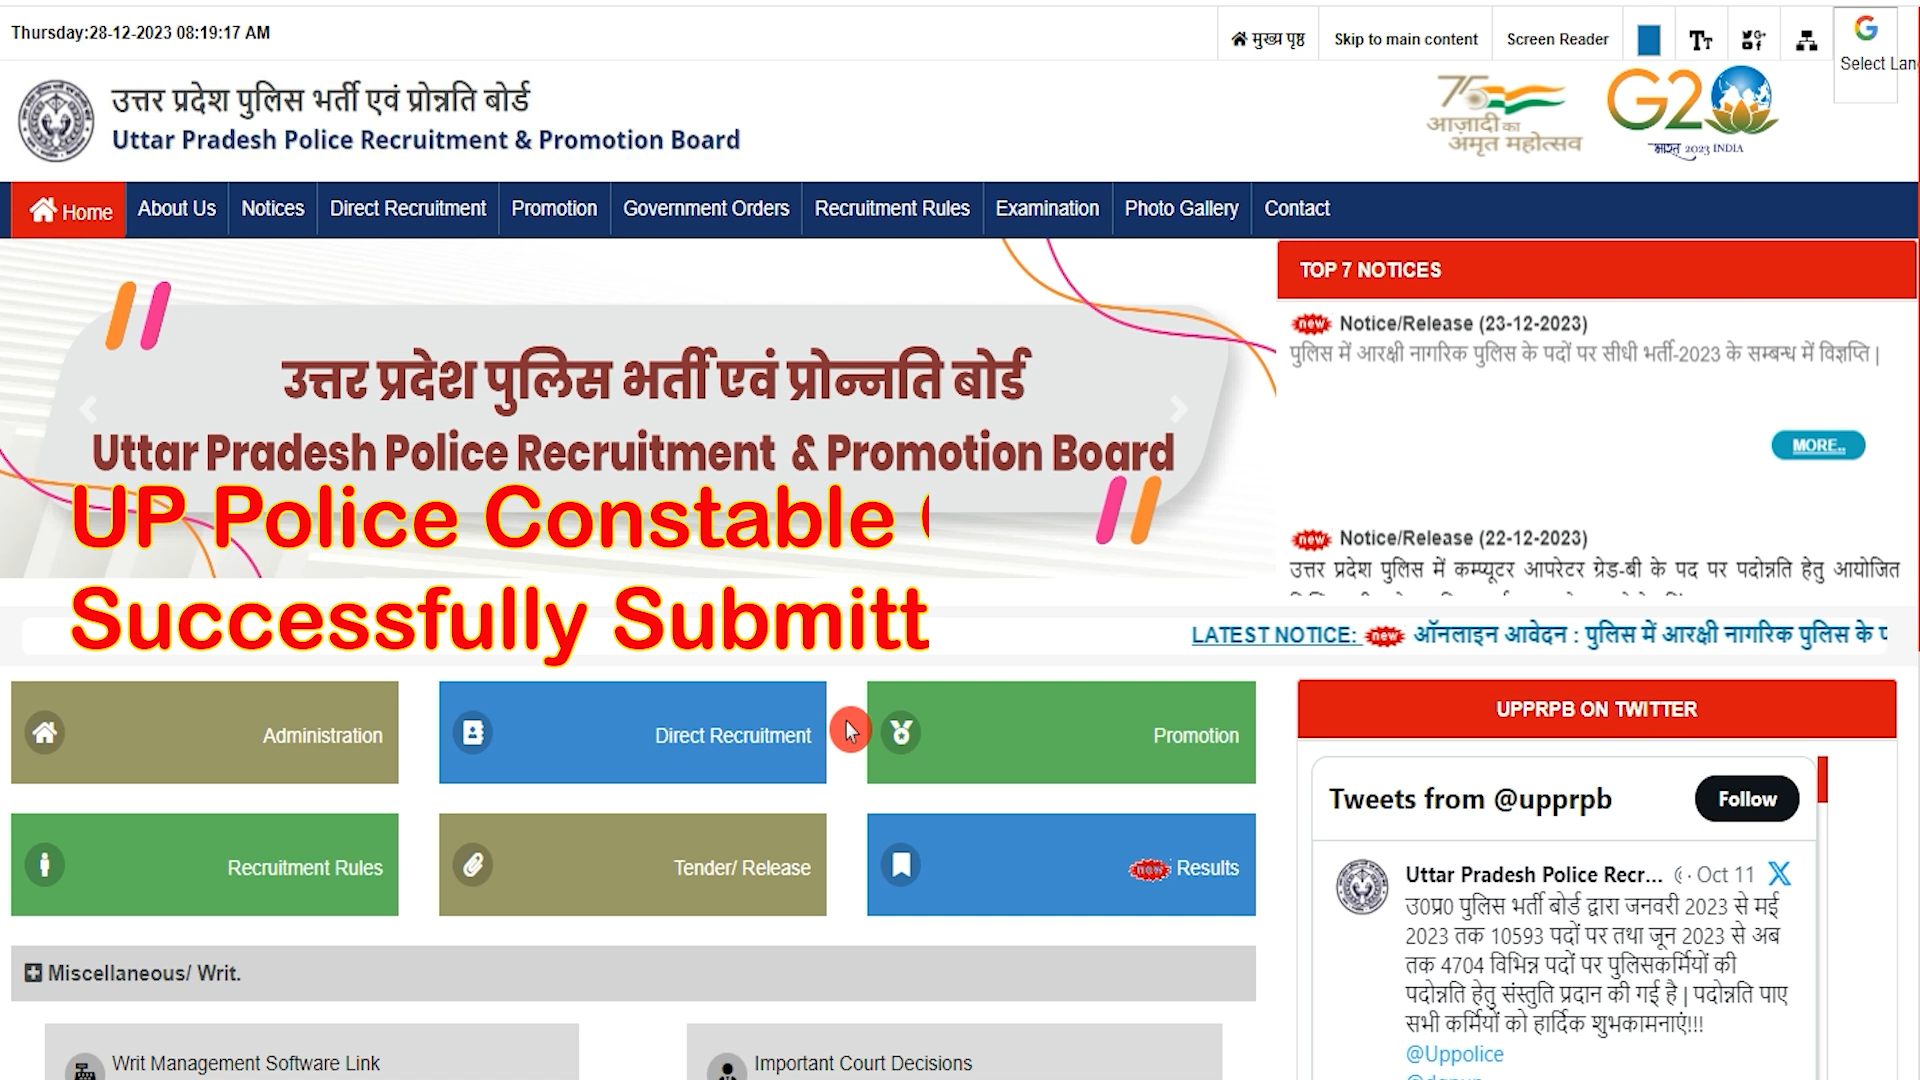 Thursday:28-12-2023 08:19:17 AM
मुख्य पृष्ठ
Skip to main content
Screen Reader
Select Lan
उत्तर प्रदेश पुलिस भर्ती एवं प्रोन्नति बोर्ड
Uttar Pradesh Police Recruitment & Promotion Board
75
आज़ादी का
अमृत महोत्सव
G20
भारत 2023 INDIA
Home
About Us
Notices
Direct Recruitment
Promotion
Government Orders
Recruitment Rules
Examination
Photo Gallery
Contact
उत्तर प्रदेश पुलिस भर्ती एवं प्रोन्नति बोर्ड
Uttar Pradesh Police Recruitment & Promotion Board
UP Police Constable
Successfully Submitt
TOP 7 NOTICES
new Notice/Release (23-12-2023)
पुलिस में आरक्षी नागरिक पुलिस के पदों पर सीधी भर्ती-2023 के सम्बन्ध में विज्ञप्ति |
MORE..
new Notice/Release (22-12-2023)
उत्तर प्रदेश पुलिस में कम्प्यूटर आपरेटर ग्रेड-बी के पद पर पदोन्नति हेतु आयोजित
LATEST NOTICE: new ऑनलाइन आवेदन : पुलिस में आरक्षी नागरिक पुलिस के प
Administration
Direct Recruitment
Promotion
Recruitment Rules
Tender/ Release
new Results
Miscellaneous/ Writ.
Writ Management Software Link
Important Court Decisions
UPPRPB ON TWITTER
Tweets from @upprpb
Follow
Uttar Pradesh Police Recr... @ · Oct 11
उ0प्र0 पुलिस भर्ती बोर्ड द्वारा जनवरी 2023 से मई
2023 तक 10593 पदों पर तथा जून 2023 से अब
तक 4704 विभिन्न पदों पर पुलिसकर्मियों की
पदोन्नति हेतु संस्तुति प्रदान की गई है | पदोन्नति पाए
सभी कर्मियों को हार्दिक शुभकामनाएं!!!
@Uppolice